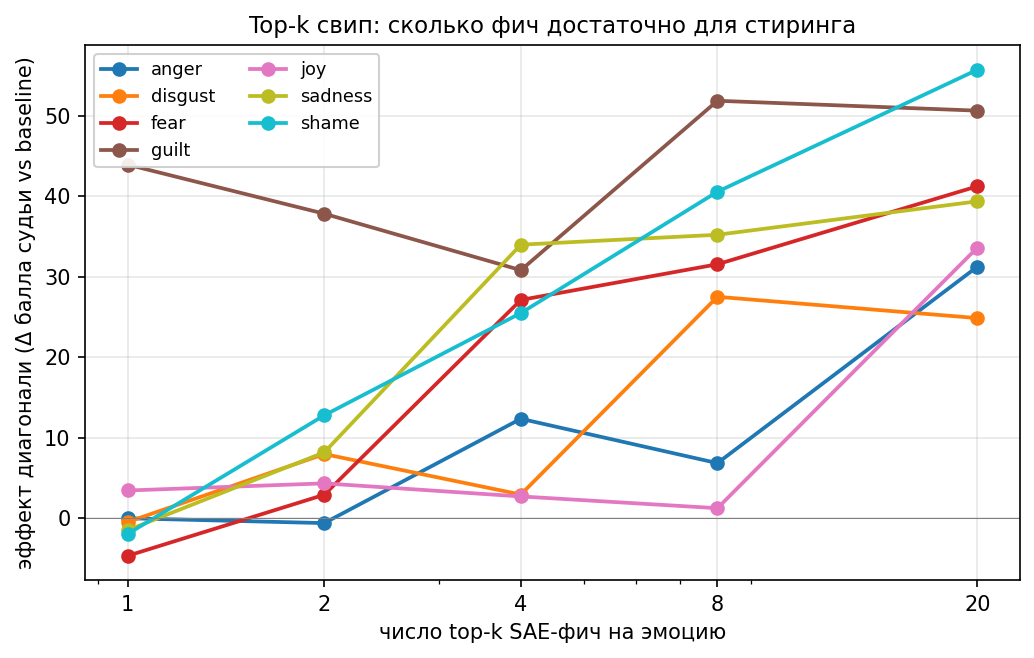 Top-k свип: сколько фич достаточно для стиринга
эффект диагонали (Δ балла судьи vs baseline)
anger
disgust
fear
guilt
joy
sadness
shame
50
40
30
20
10
0
1 2 4 8 20
число top-k SAE-фич на эмоцию